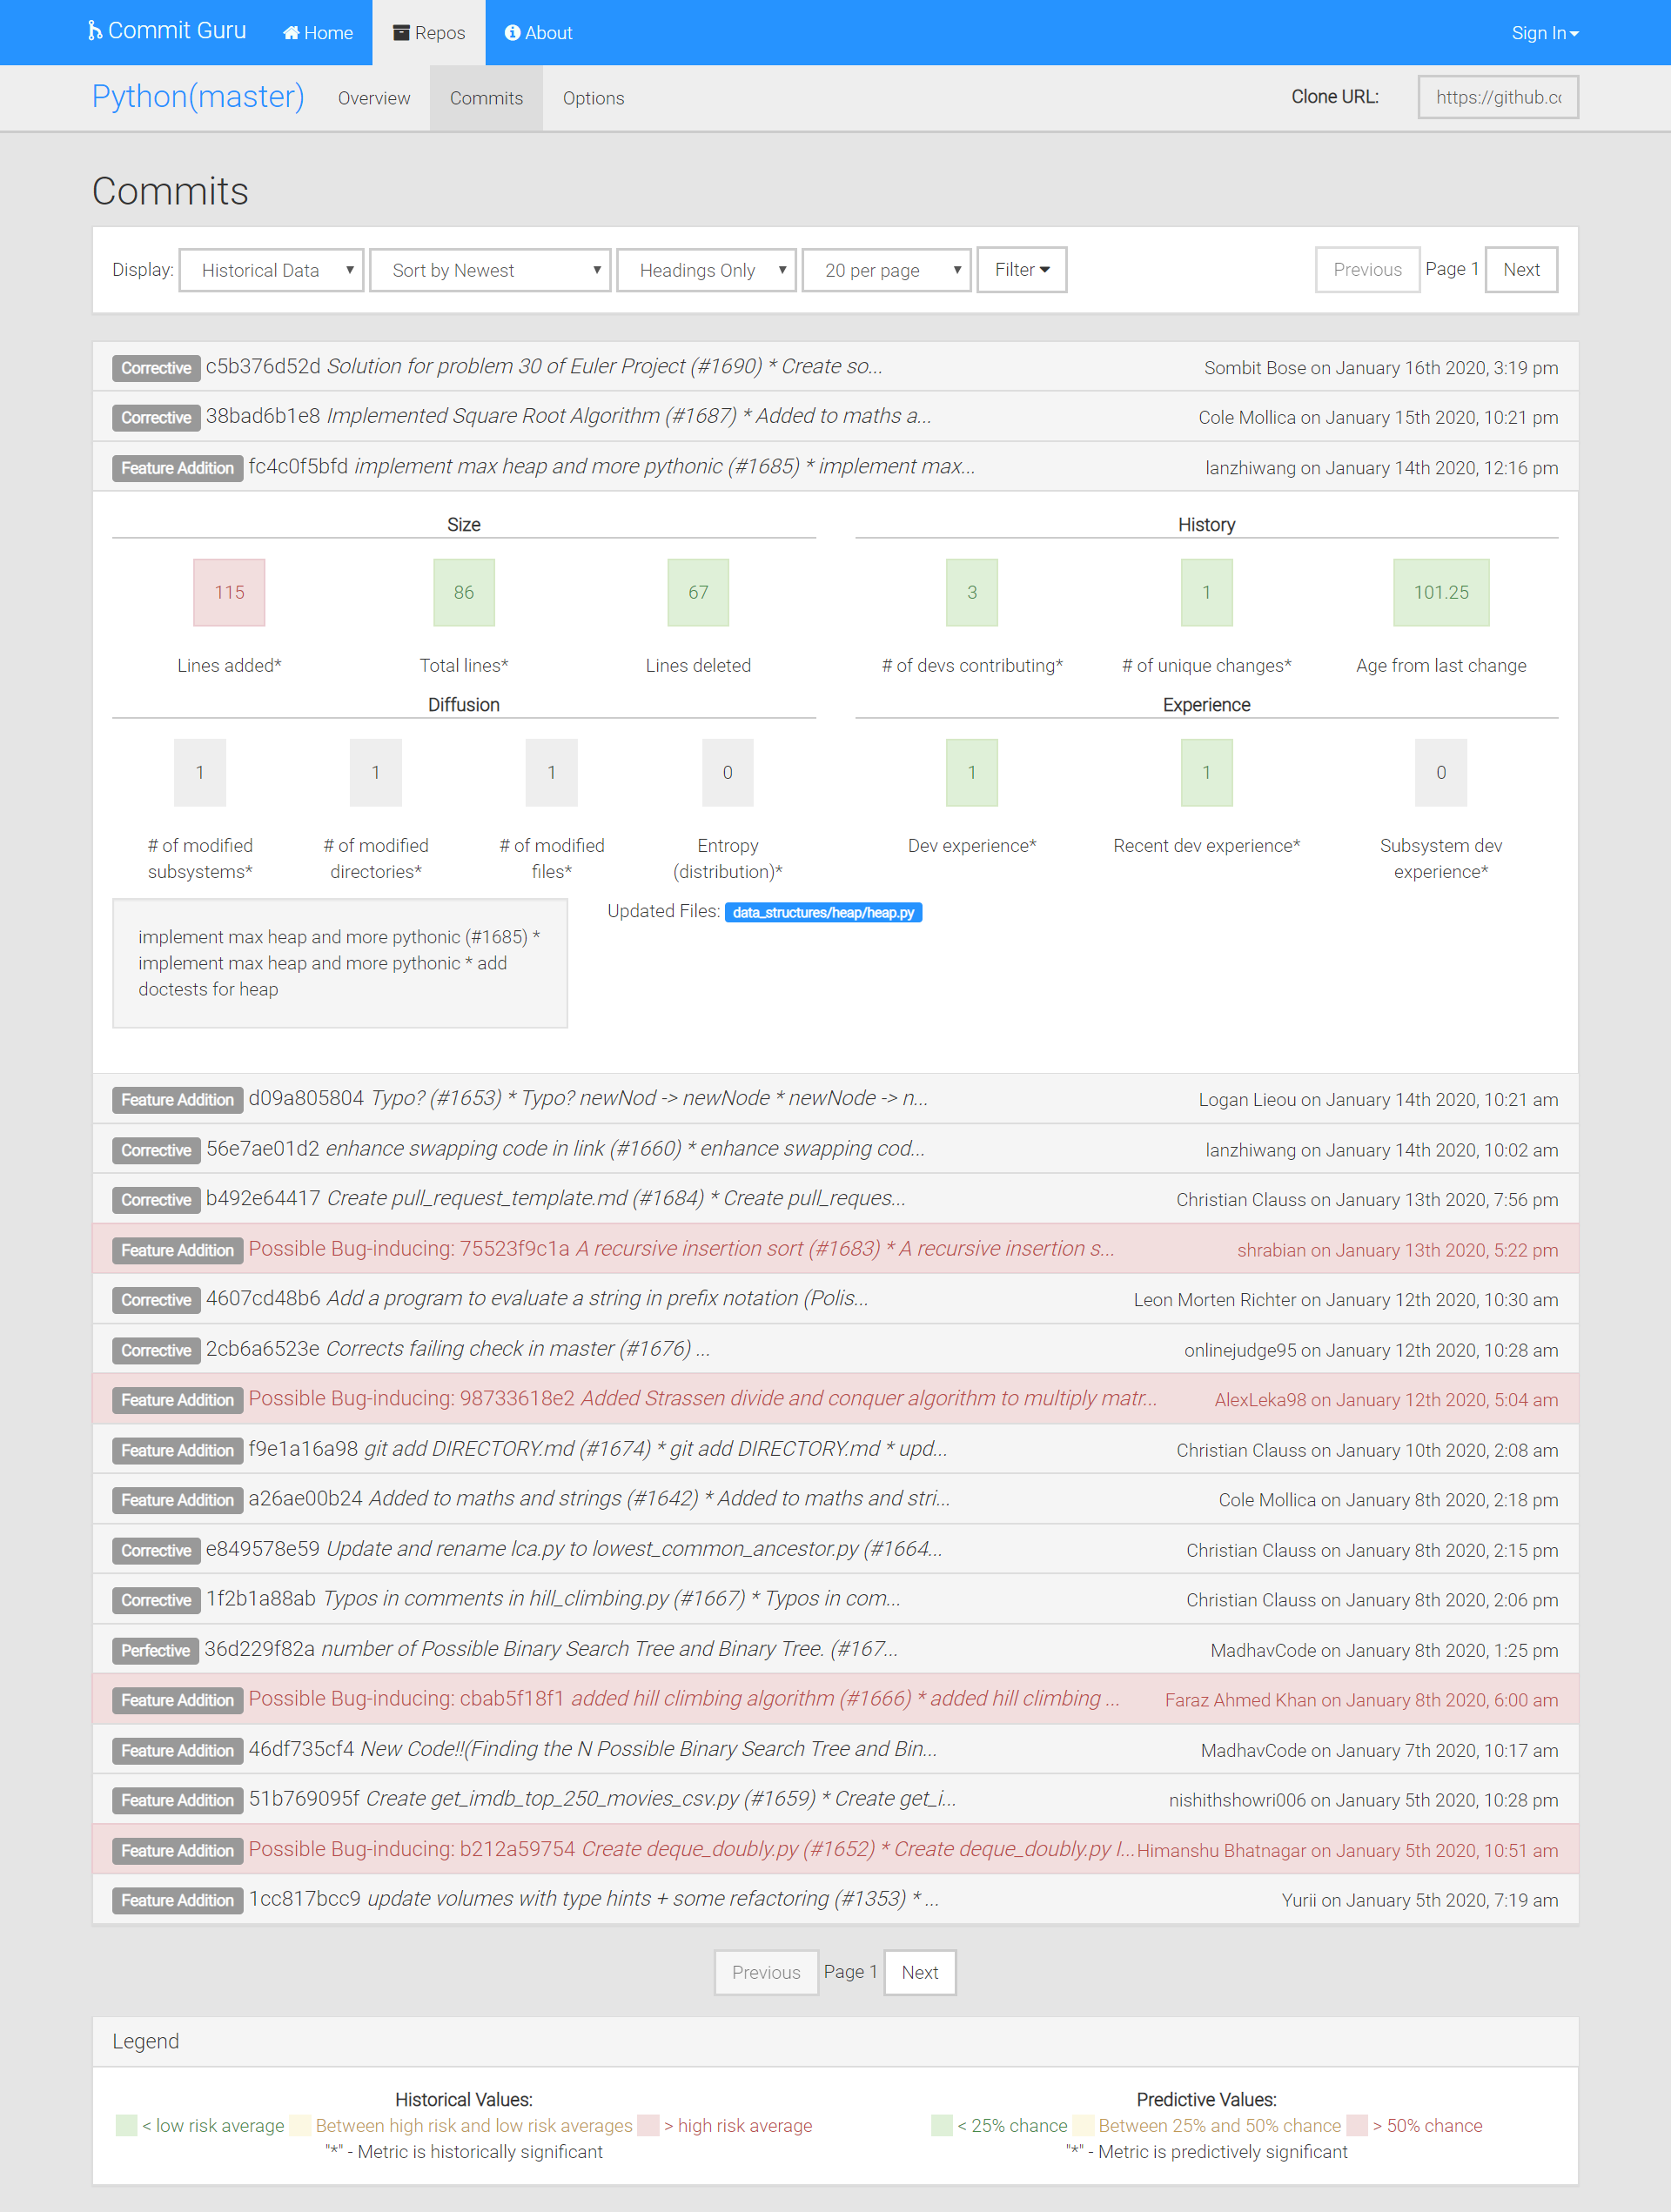 Commit Guru Home Repos About Sign In
Python(master) Overview Commits Options Clone URL: https://github.cc
Commits
Display: Historical Data Sort by Newest Headings Only 20 per page Filter Previous Page 1 Next
Corrective c5b376d52d Solution for problem 30 of Euler Project (#1690) * Create so... Sombit Bose on January 16th 2020, 3:19 pm
Corrective 38bad6b1e8 Implemented Square Root Algorithm (#1687) * Added to maths a... Cole Mollica on January 15th 2020, 10:21 pm
Feature Addition fc4c0f5bfd implement max heap and more pythonic (#1685) * implement max... lanzhiwang on January 14th 2020, 12:16 pm
Size History
115 86 67 3 1 101.25
Lines added* Total lines* Lines deleted # of devs contributing* # of unique changes* Age from last change
Diffusion Experience
1 1 1 0 1 1 0
# of modified subsystems* # of modified directories* # of modified files* Entropy (distribution)* Dev experience* Recent dev experience* Subsystem dev experience*
implement max heap and more pythonic (#1685) *
implement max heap and more pythonic * add
doctests for heap
Updated Files: data_structures/heap/heap.py
Feature Addition d09a805804 Typo? (#1653) * Typo? newNod -> newNode * newNode -> n... Logan Lieou on January 14th 2020, 10:21 am
Corrective 56e7ae01d2 enhance swapping code in link (#1660) * enhance swapping cod... lanzhiwang on January 14th 2020, 10:02 am
Corrective b492e64417 Create pull_request_template.md (#1684) * Create pull_reques... Christian Clauss on January 13th 2020, 7:56 pm
Feature Addition Possible Bug-inducing: 75523f9c1a A recursive insertion sort (#1683) * A recursive insertion s... shrabian on January 13th 2020, 5:22 pm
Corrective 4607cd48b6 Add a program to evaluate a string in prefix notation (Polis... Leon Morten Richter on January 12th 2020, 10:30 am
Corrective 2cb6a6523e Corrects failing check in master (#1676) ... onlinejudge95 on January 12th 2020, 10:28 am
Feature Addition Possible Bug-inducing: 98733618e2 Added Strassen divide and conquer algorithm to multiply matr... AlexLeka98 on January 12th 2020, 5:04 am
Feature Addition f9e1a16a98 git add DIRECTORY.md (#1674) * git add DIRECTORY.md * upd... Christian Clauss on January 10th 2020, 2:08 am
Feature Addition a26ae00b24 Added to maths and strings (#1642) * Added to maths and stri... Cole Mollica on January 8th 2020, 2:18 pm
Corrective e849578e59 Update and rename lca.py to lowest_common_ancestor.py (#1664... Christian Clauss on January 8th 2020, 2:15 pm
Corrective 1f2b1a88ab Typos in comments in hill_climbing.py (#1667) * Typos in com... Christian Clauss on January 8th 2020, 2:06 pm
Perfective 36d229f82a number of Possible Binary Search Tree and Binary Tree. (#167... MadhavCode on January 8th 2020, 1:25 pm
Feature Addition Possible Bug-inducing: cbab5f18f1 added hill climbing algorithm (#1666) * added hill climbing ... Faraz Ahmed Khan on January 8th 2020, 6:00 am
Feature Addition 46df735cf4 New Code!!(Finding the N Possible Binary Search Tree and Bin... MadhavCode on January 7th 2020, 10:17 am
Feature Addition 51b769095f Create get_imdb_top_250_movies_csv.py (#1659) * Create get_i... nishithshowri006 on January 5th 2020, 10:28 pm
Feature Addition Possible Bug-inducing: b212a59754 Create deque_doubly.py (#1652) * Create deque_doubly.py I... Himanshu Bhatnagar on January 5th 2020, 10:51 am
Feature Addition 1cc817bcc9 update volumes with type hints + some refactoring (#1353) * ... Yurii on January 5th 2020, 7:19 am
Previous Page 1 Next
Legend
Historical Values: Predictive Values:
< low risk average Between high risk and low risk averages > high risk average < 25% chance Between 25% and 50% chance > 50% chance
"*" - Metric is historically significant "*" - Metric is predictively significant